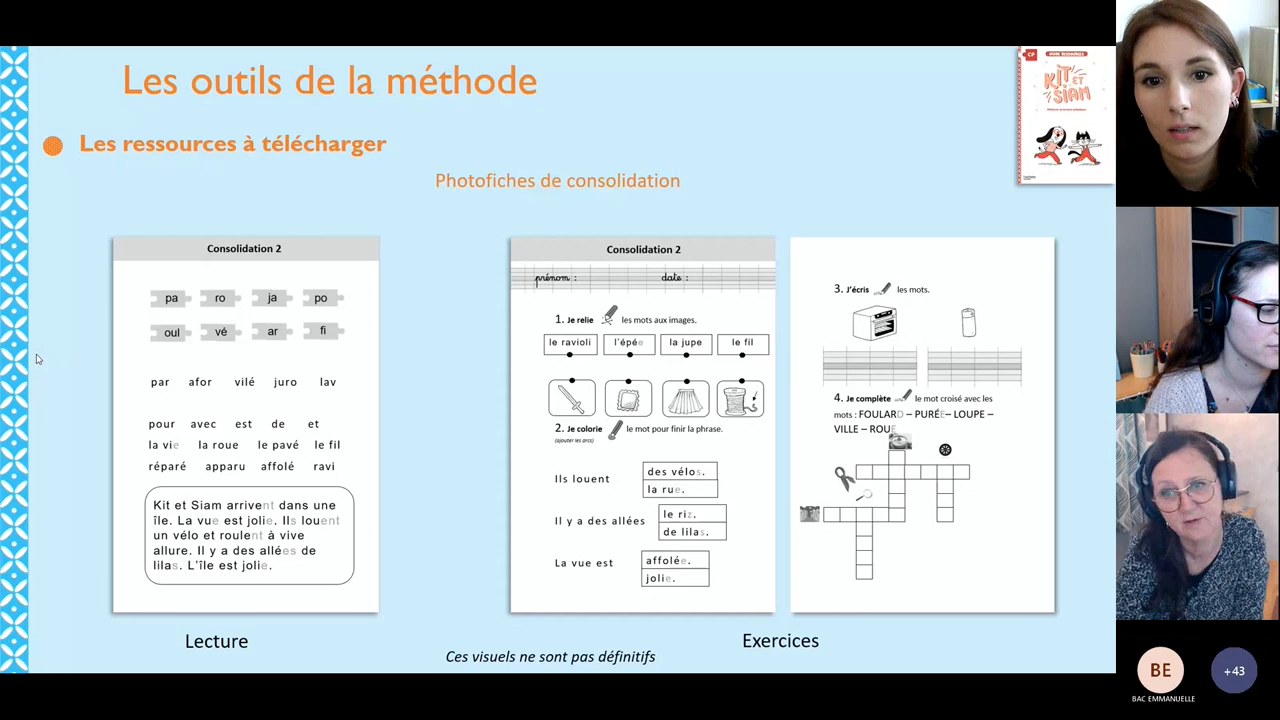 Les outils de la méthode
Les ressources à télécharger
Photofiches de consolidation
CP
KIT ET
SIAM
Consolidation 2
pa ro ja po
oul vé ar fi
par afor vilé juro lav
pour avec est de et
la vie la roue le pavé le fil
réparé apparu affolé ravi
Kit et Siam arrivent dans une
île. La vue est jolie. Ils louent
un vélo et roulent à vive
allure. Il y a des allées de
lilas. L'île est jolie.
Lecture
Consolidation 2
prénom : date :
1. Je relie les mots aux images.
le ravioli l'épée la jupe le fil
2. Je colorie le mot pour finir la phrase.
(ajouter les arcs)
Ils louent
des vélos.
la rue.
Il y a des allées
le riz.
de lilas.
La vue est
affolée.
jolie.
3. J'écris les mots.
4. Je complète le mot croisé avec les
mots : FOULARD – PURÉE– LOUPE –
VILLE – ROUE
Exercices
Ces visuels ne sont pas définitifs
BE
BAC EMMANUELLE
+43